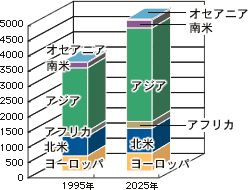 オセアニア
南米
5000
4500
4000
3500
3000
2500
2000
1500
1000
500
0
オセアニア
南米
アジア
アフリカ
北米
ヨーロッパ
アジア
アフリカ
北米
ヨーロッパ
1995年
2025年